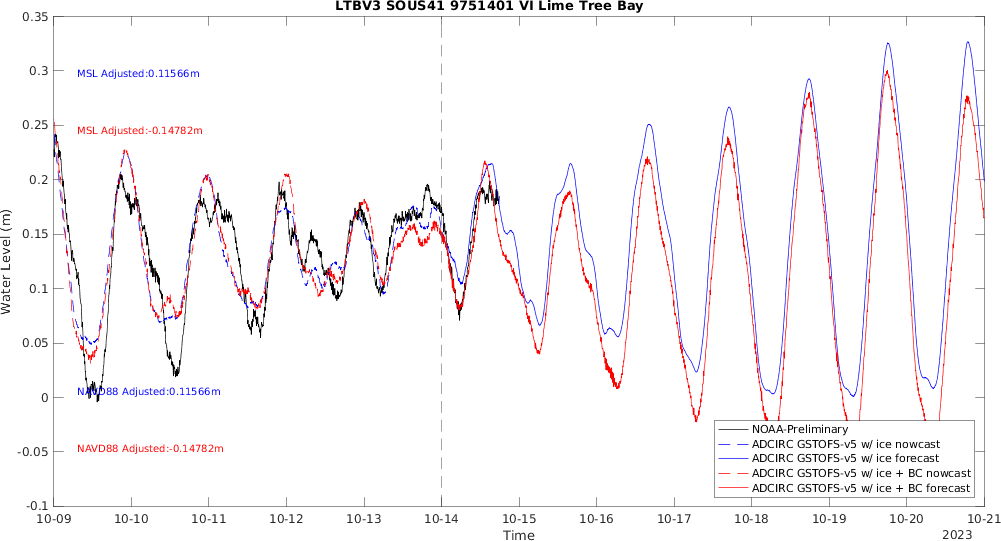 LTBV3 SOUS41 9751401 VI Lime Tree Bay
0.35
0.3
0.25
0.2
0.15
0.1
0.05
0
-0.05
-0.1
Water Level (m)
MSL Adjusted:0.11566m
MSL Adjusted:-0.14782m
NAVD88 Adjusted:0.11566m
NAVD88 Adjusted:-0.14782m
NOAA-Preliminary
ADCIRC GSTOFS-v5 w/ ice nowcast
ADCIRC GSTOFS-v5 w/ ice forecast
ADCIRC GSTOFS-v5 w/ ice + BC nowcast
ADCIRC GSTOFS-v5 w/ ice + BC forecast
10-09 10-10 10-11 10-12 10-13 10-14 10-15 10-16 10-17 10-18 10-19 10-20 10-21
Time
2023